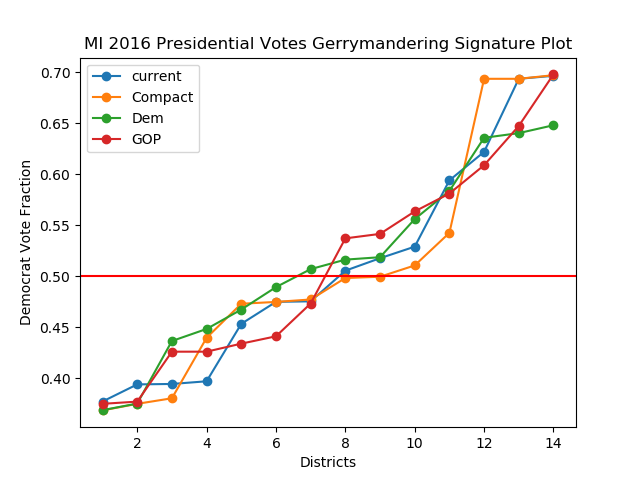 MI 2016 Presidential Votes Gerrymandering Signature Plot
current
Compact
Dem
GOP
0.70
0.65
0.60
0.55
0.50
0.45
0.40
Democrat Vote Fraction
2 4 6 8 10 12 14
Districts